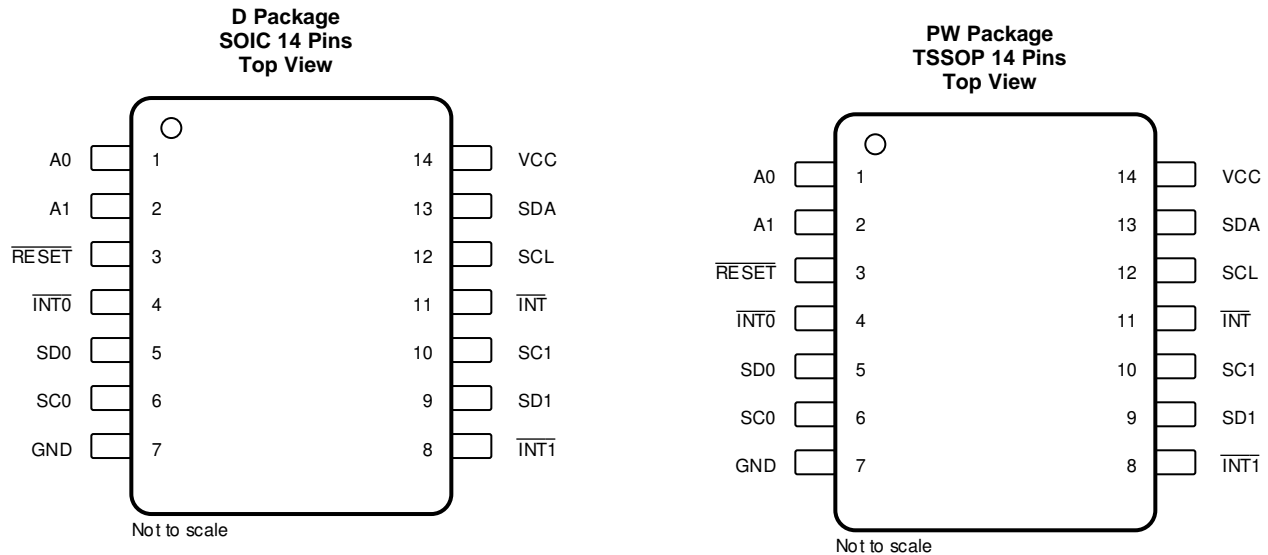 D Package
SOIC 14 Pins
Top View
A0 1 14 VCC
A1 2 13 SDA
RESET 3 12 SCL
INT0 4 11 INT
SD0 5 10 SC1
SC0 6 9 SD1
GND 7 8 INT1
Not to scale
PW Package
TSSOP 14 Pins
Top View
A0 1 14 VCC
A1 2 13 SDA
RESET 3 12 SCL
INT0 4 11 INT
SD0 5 10 SC1
SC0 6 9 SD1
GND 7 8 INT1
Not to scale